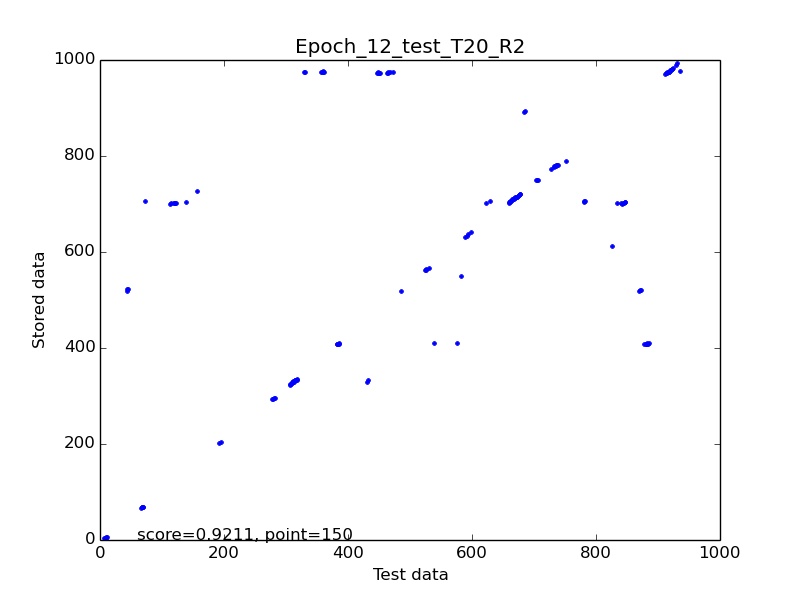 Epoch_12_test_T20_R2
1000
800
600
400
200
0
Stored data
score=0.9211, point=150
0 200 400 600 800 1000
Test data